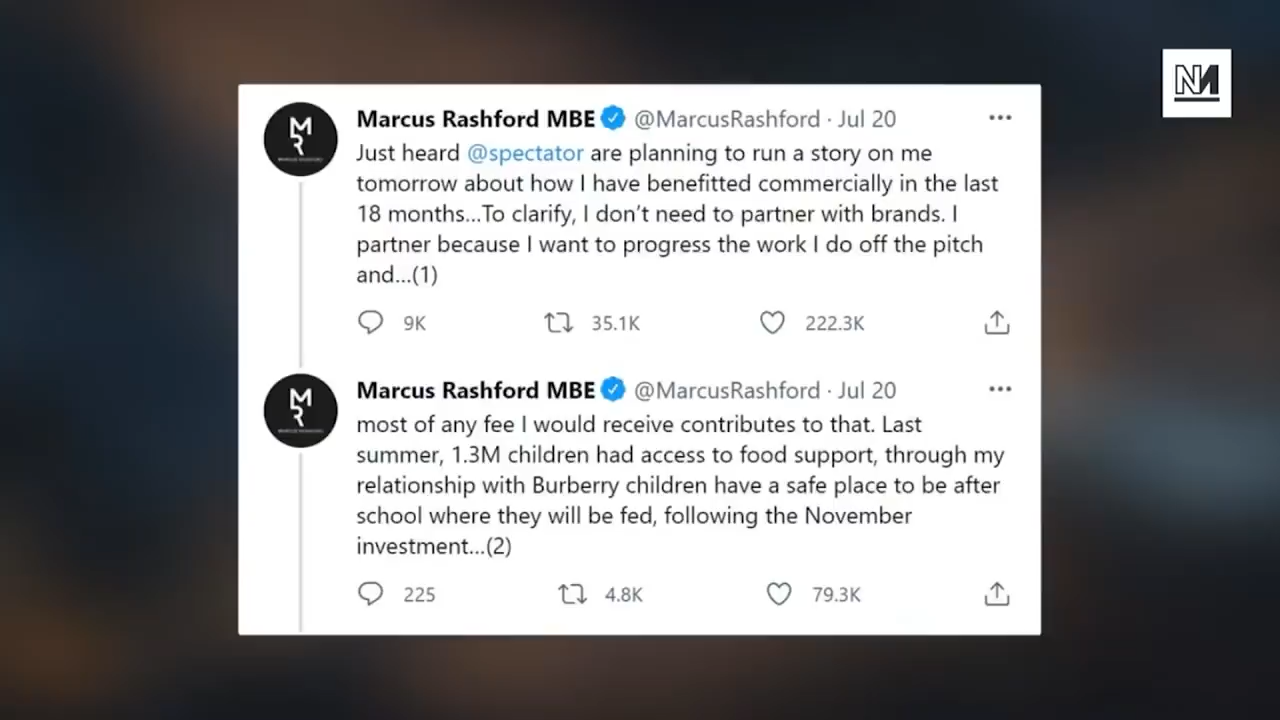 NM
Marcus Rashford MBE @MarcusRashford · Jul 20
Just heard @spectator are planning to run a story on me
tomorrow about how I have benefitted commercially in the last
18 months...To clarify, I don't need to partner with brands. I
partner because I want to progress the work I do off the pitch
and...(1)
9K 35.1K 222.3K
Marcus Rashford MBE @MarcusRashford · Jul 20
most of any fee I would receive contributes to that. Last
summer, 1.3M children had access to food support, through my
relationship with Burberry children have a safe place to be after
school where they will be fed, following the November
investment...(2)
225 4.8K 79.3K